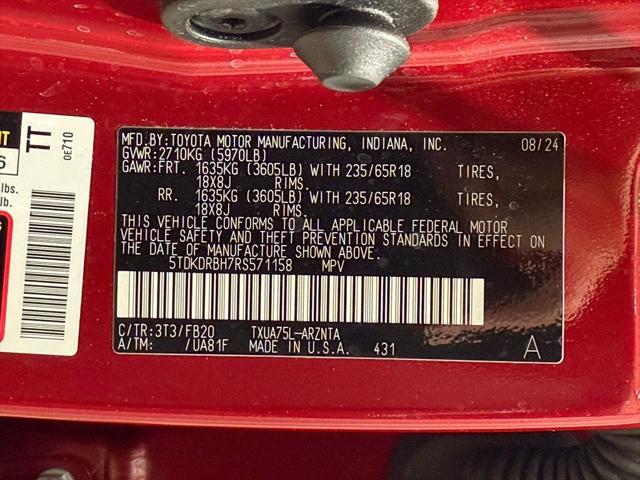 MFD.BY:TOYOTA MOTOR MANUFACTURING, INDIANA, INC. 08/24
GVWR:2710KG (5970LB)
GAWR:FRT. 1635KG (3605LB) WITH 235/65R18 TIRES,
18X8J RIMS.
RR. 1635KG (3605LB) WITH 235/65R18 TIRES,
18X8J RIMS.
THIS VEHICLE CONFORMS TO ALL APPLICABLE FEDERAL MOTOR
VEHICLE SAFETY AND THEFT PREVENTION STANDARDS IN EFFECT ON
THE DATE OF MANUFACTURE SHOWN ABOVE.
5TDKDRBH7RS571158 MPV
C/TR:3T3/FB20 TXUA75L-ARZNTA
A/TM: /UA81F MADE IN U.S.A. 431 A
TT
0E710
6
lbs.
lb.